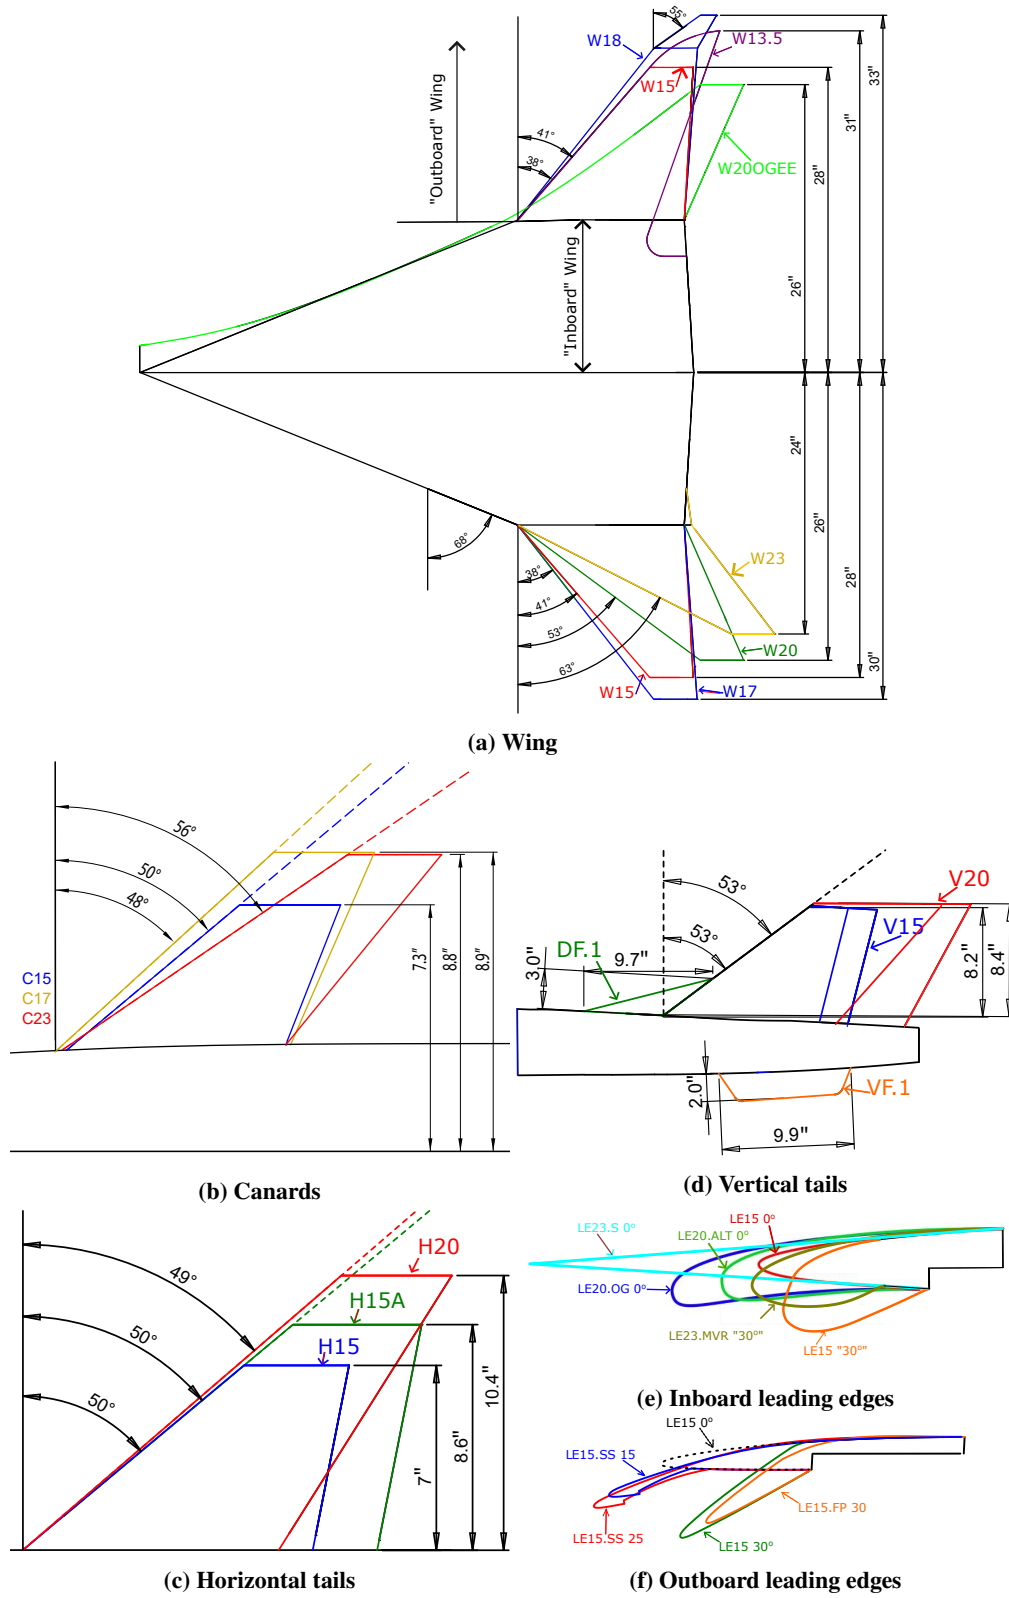 55°
W18
W13.5
33"
W15
31"
"Outboard" Wing
41°
38°
W20OGEE
28"
"Inboard" Wing
26"
24"
68°
38°
41°
53°
63°
W23
26"
28"
W20
30"
W15
W17
(a) Wing
56°
50°
48°
C15
C17
C23
7.3"
8.8"
8.9"
(b) Canards
53°
V20
53°
DF.1
9.7"
3.0"
V15
8.2"
8.4"
2.0"
VF.1
9.9"
(d) Vertical tails
49°
H20
50°
H15A
H15
50°
10.4"
8.6"
7"
(c) Horizontal tails
LE23.S 0°
LE15 0°
LE20.ALT 0°
LE20.OG 0°
LE23.MVR "30°"
LE15 "30°"
(e) Inboard leading edges
LE15 0°
LE15.SS 15
LE15.FP 30
LE15.SS 25
LE15 30°
(f) Outboard leading edges